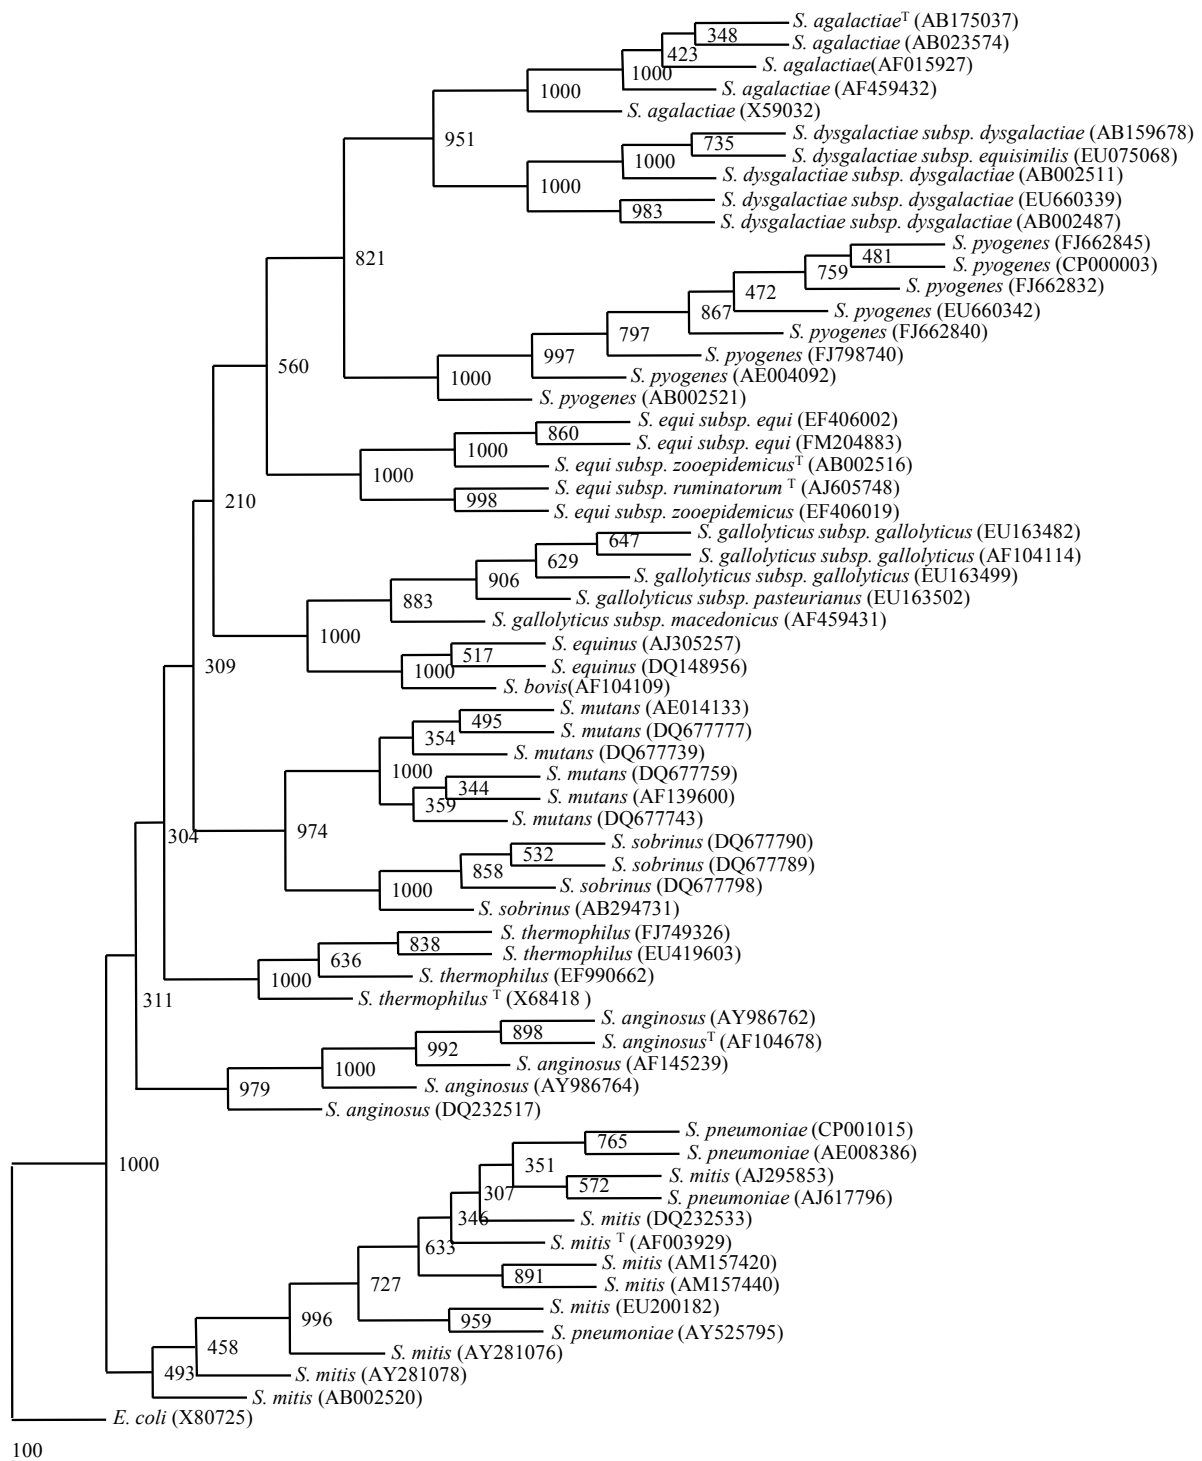 S. agalactiaeᵀ (AB175037)
348
S. agalactiae (AB023574)
423
S. agalactiae(AF015927)
1000
S. agalactiae (AF459432)
1000
S. agalactiae (X59032)
951
S. dysgalactiae subsp. dysgalactiae (AB159678)
735
S. dysgalactiae subsp. equisimilis (EU075068)
1000
S. dysgalactiae subsp. dysgalactiae (AB002511)
1000
S. dysgalactiae subsp. dysgalactiae (EU660339)
983
S. dysgalactiae subsp. dysgalactiae (AB002487)
821
S. pyogenes (FJ662845)
481
S. pyogenes (CP000003)
759
S. pyogenes (FJ662832)
472
S. pyogenes (EU660342)
867
S. pyogenes (FJ662840)
797
S. pyogenes (FJ798740)
997
S. pyogenes (AE004092)
1000
S. pyogenes (AB002521)
560
S. equi subsp. equi (EF406002)
860
S. equi subsp. equi (FM204883)
1000
S. equi subsp. zooepidemicusᵀ (AB002516)
1000
S. equi subsp. ruminatorum ᵀ (AJ605748)
998
S. equi subsp. zooepidemicus (EF406019)
210
S. gallolyticus subsp. gallolyticus (EU163482)
647
S. gallolyticus subsp. gallolyticus (AF104114)
629
S. gallolyticus subsp. gallolyticus (EU163499)
906
S. gallolyticus subsp. pasteurianus (EU163502)
883
S. gallolyticus subsp. macedonicus (AF459431)
1000
S. equinus (AJ305257)
517
S. equinus (DQ148956)
1000
S. bovis(AF104109)
309
S. mutans (AE014133)
495
S. mutans (DQ677777)
354
S. mutans (DQ677739)
1000
S. mutans (DQ677759)
344
S. mutans (AF139600)
359
S. mutans (DQ677743)
974
304
S. sobrinus (DQ677790)
532
S. sobrinus (DQ677789)
858
S. sobrinus (DQ677798)
1000
S. sobrinus (AB294731)
S. thermophilus (FJ749326)
838
S. thermophilus (EU419603)
636
S. thermophilus (EF990662)
1000
S. thermophilus ᵀ (X68418 )
311
S. anginosus (AY986762)
898
S. anginosusᵀ (AF104678)
992
S. anginosus (AF145239)
1000
S. anginosus (AY986764)
979
S. anginosus (DQ232517)
1000
S. pneumoniae (CP001015)
765
S. pneumoniae (AE008386)
351
S. mitis (AJ295853)
572
S. pneumoniae (AJ617796)
307
S. mitis (DQ232533)
346
S. mitis ᵀ (AF003929)
633
S. mitis (AM157420)
891
S. mitis (AM157440)
727
S. mitis (EU200182)
959
S. pneumoniae (AY525795)
996
S. mitis (AY281076)
458
S. mitis (AY281078)
493
S. mitis (AB002520)
E. coli (X80725)
100